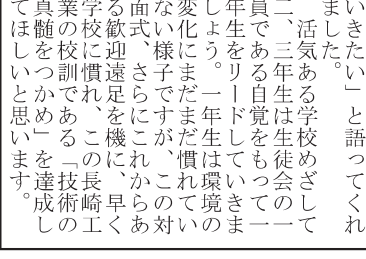 いきたい」と語ってくれ
ました。
　活気ある学校めざして
二、三年生は生徒会の一
員である自覚をもって一
年生をリードしていきま
しょう。一年生は環境の
変化にまだまだ慣れてい
ない様子ですが、この対
面式、さらにこれからあ
る歓迎遠足を機に、早く
学校に慣れ、この長崎工
業の校訓である「技術の
真髄をつかめ」を達成し
てほしいと思います。